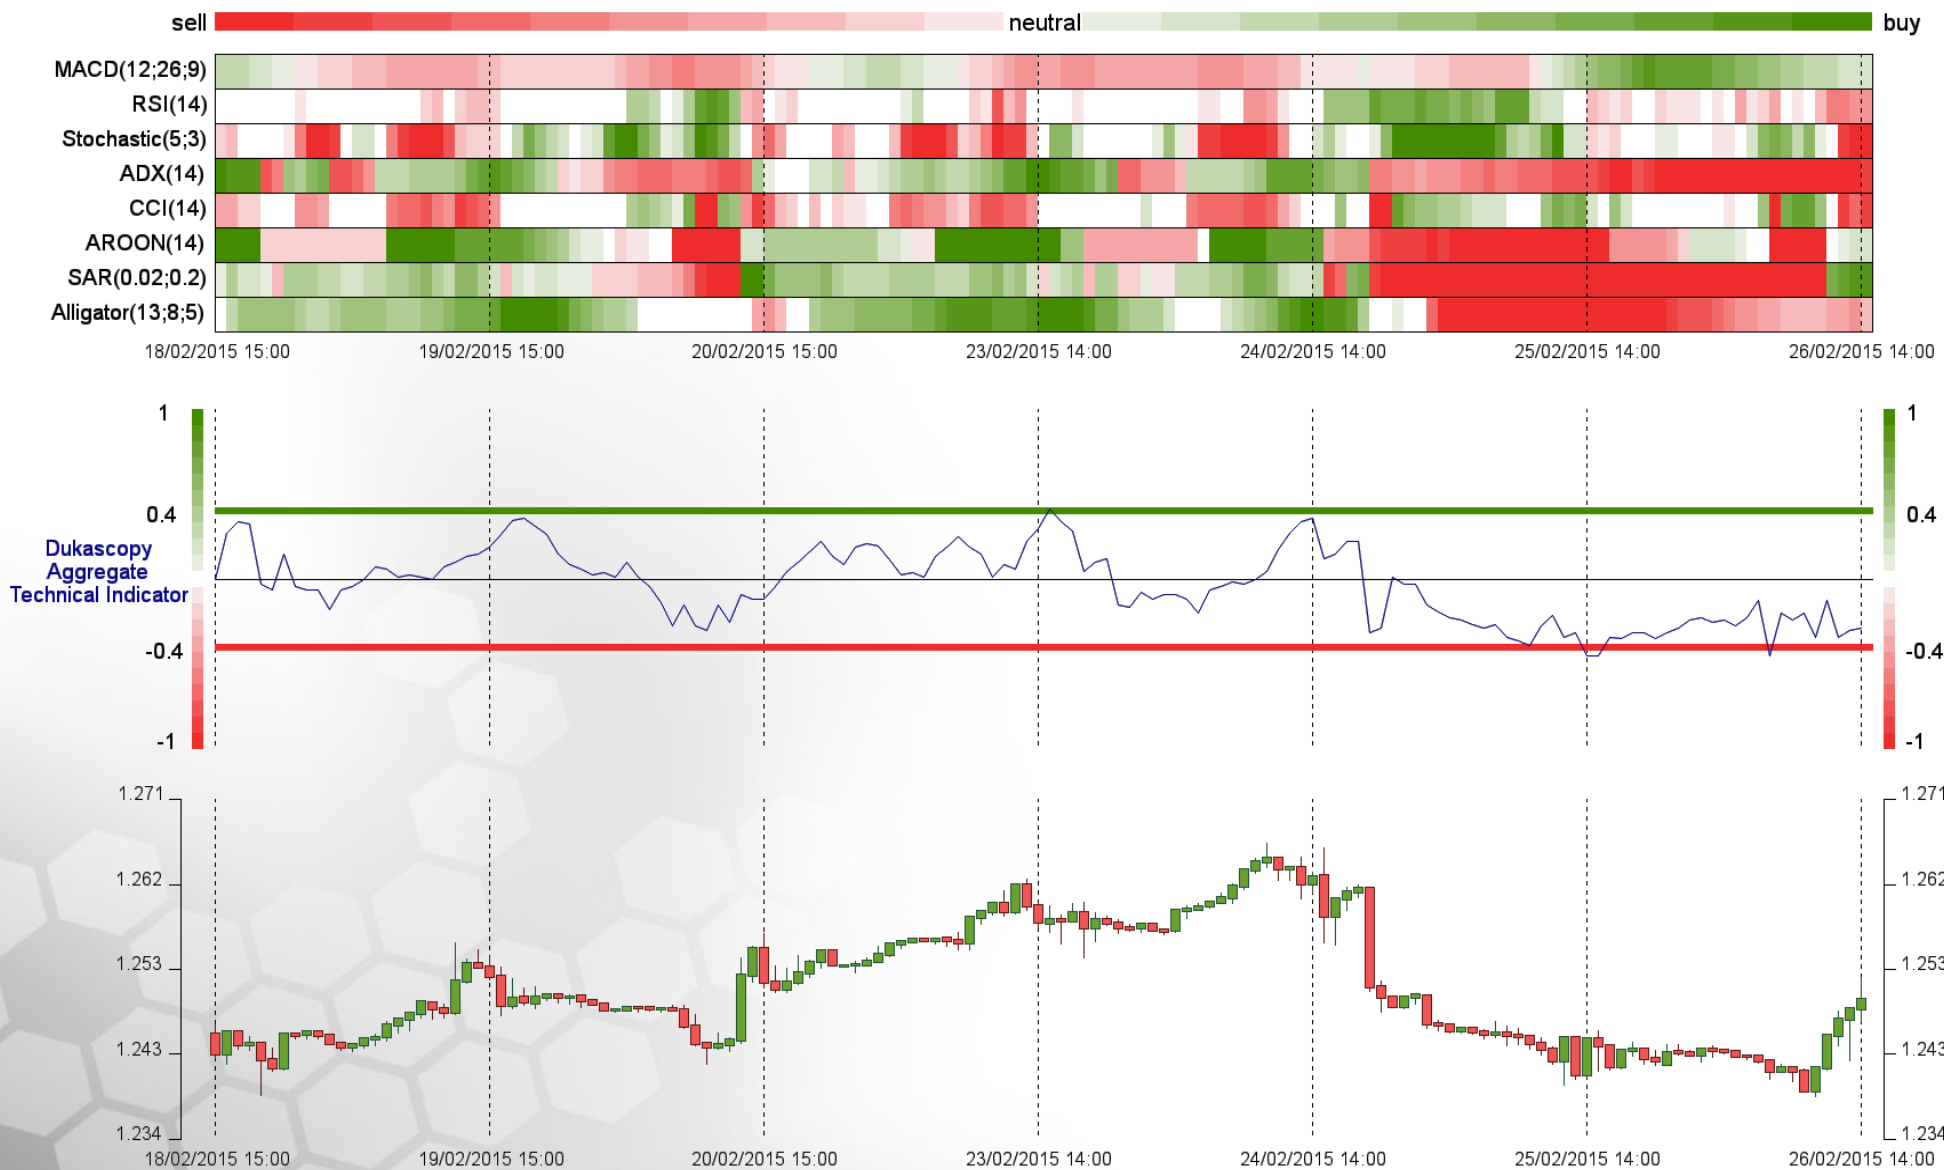 sell neutral buy
MACD(12;26;9)
RSI(14)
Stochastic(5;3)
ADX(14)
CCI(14)
AROON(14)
SAR(0.02;0.2)
Alligator(13;8;5)
18/02/2015 15:00 19/02/2015 15:00 20/02/2015 15:00 23/02/2015 14:00 24/02/2015 14:00 25/02/2015 14:00 26/02/2015 14:00
1 1
0.4 0.4
Dukascopy
Aggregate
Technical Indicator
-0.4 -0.4
-1 -1
1.271 1.271
1.262 1.262
1.253 1.253
1.243 1.243
1.234 1.234
18/02/2015 15:00 19/02/2015 15:00 20/02/2015 15:00 23/02/2015 14:00 24/02/2015 14:00 25/02/2015 14:00 26/02/2015 14:00